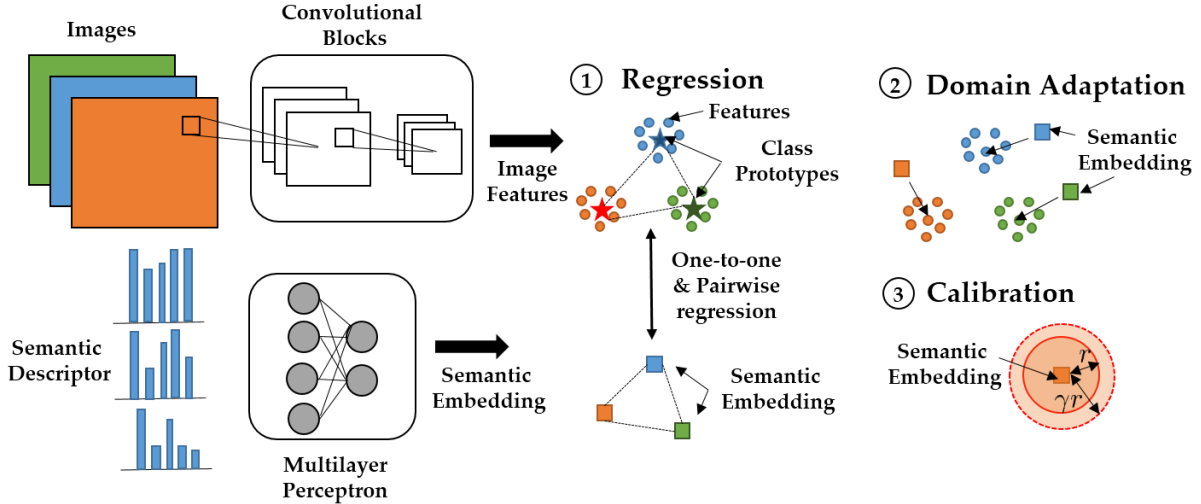 Images
Convolutional
Blocks
Image
Features
Semantic
Descriptor
Multilayer
Perceptron
Semantic
Embedding
1 Regression
Features
Class
Prototypes
One-to-one
& Pairwise
regression
Semantic
Embedding
2 Domain Adaptation
Semantic
Embedding
3 Calibration
Semantic
Embedding
r
γr